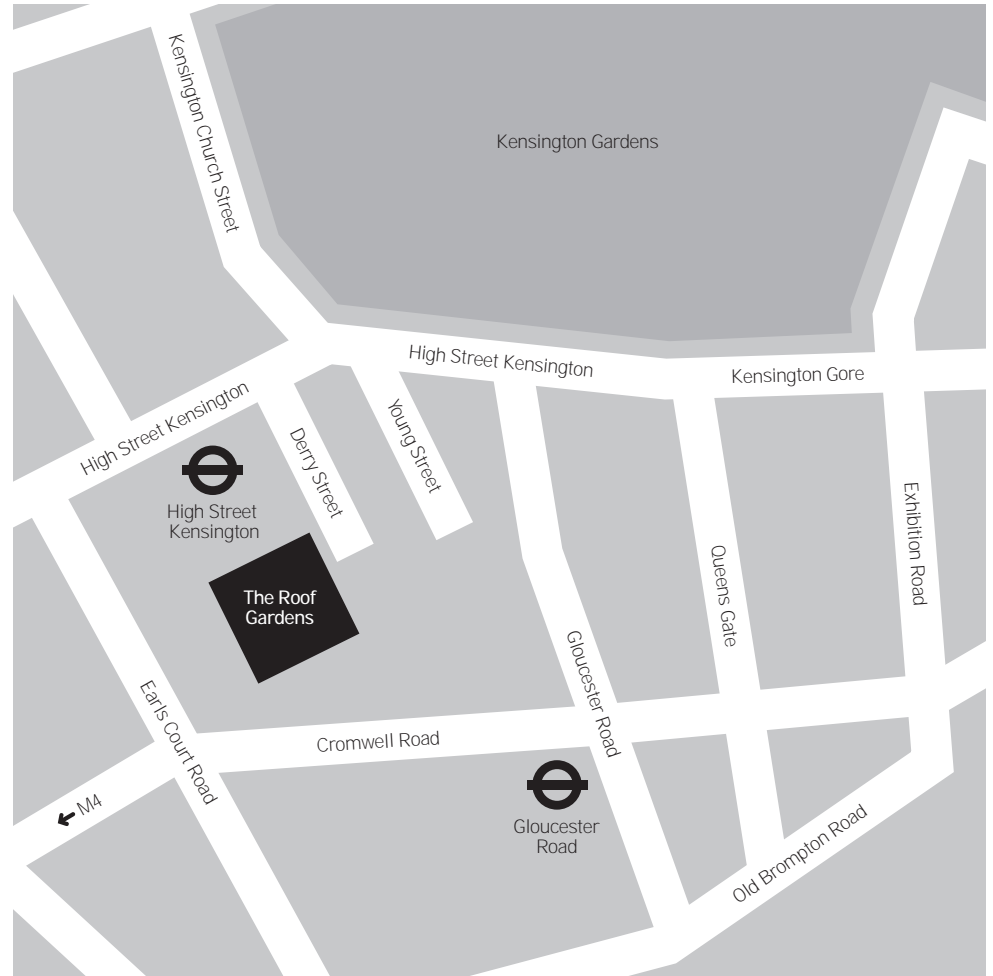 Kensington Church Street
Kensington Gardens
High Street Kensington
Kensington Gore
High Street Kensington
Derry Street
Young Street
High Street
Kensington
Exhibition Road
Queens Gate
The Roof
Gardens
Gloucester Road
Earls Court Road
Cromwell Road
← M4
Gloucester
Road
Old Brompton Road